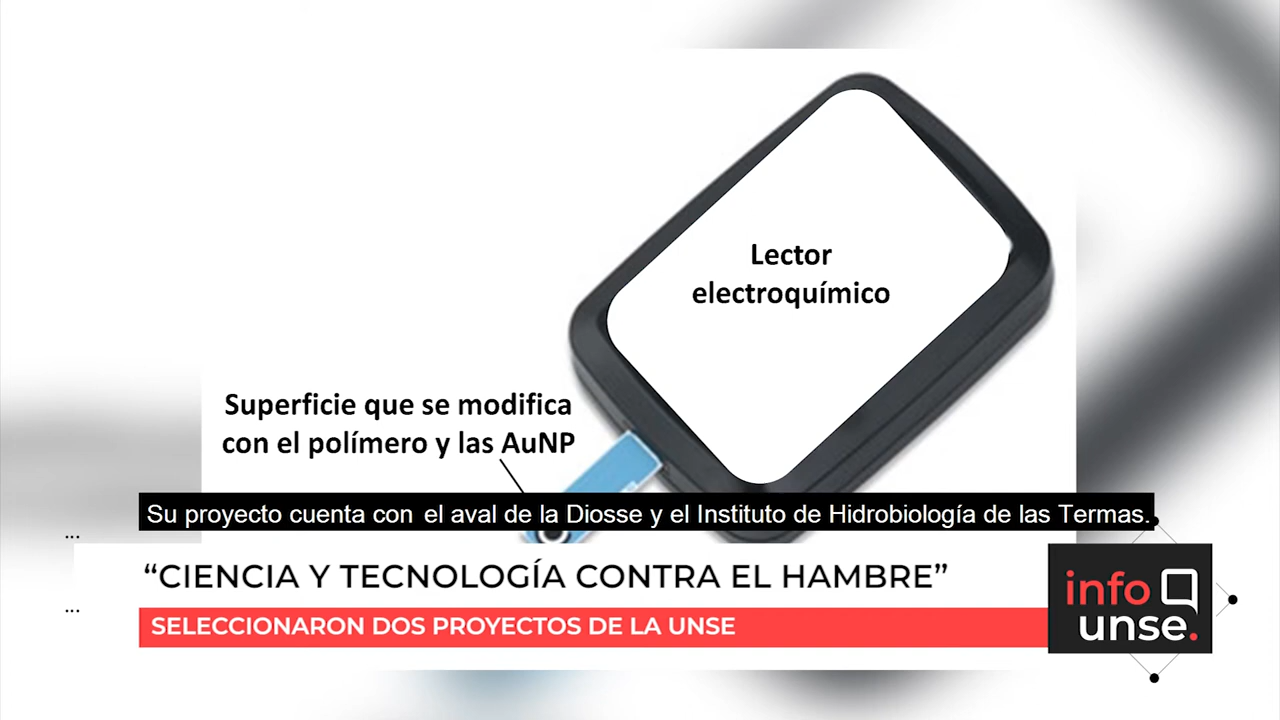 Lector
electroquímico
Superficie que se modifica
con el polímero y las AuNP
Su proyecto cuenta con el aval de la Diosse y el Instituto de Hidrobiología de las Termas.
“CIENCIA Y TECNOLOGÍA CONTRA EL HAMBRE”
SELECCIONARON DOS PROYECTOS DE LA UNSE
info
unse.